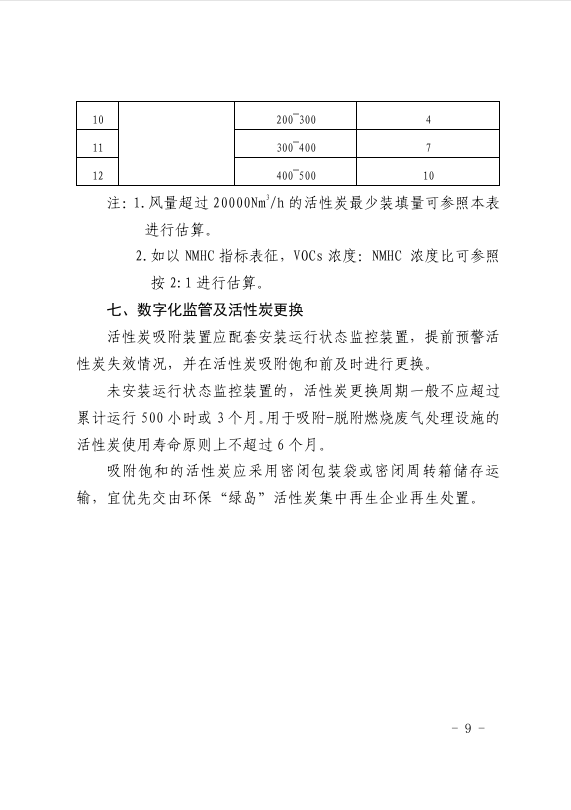 10 200~300 4
11 300~400 7
12 400~500 10
注：1.风量超过 20000Nm³/h 的活性炭最少装填量可参照本表
进行估算。
2.如以 NMHC 指标表征，VOCs 浓度：NMHC 浓度比可参照
按 2:1 进行估算。
七、数字化监管及活性炭更换
活性炭吸附装置应配套安装运行状态监控装置，提前预警活
性炭失效情况，并在活性炭吸附饱和前及时进行更换。
未安装运行状态监控装置的，活性炭更换周期一般不应超过
累计运行 500 小时或 3 个月。用于吸附-脱附燃烧废气处理设施的
活性炭使用寿命原则上不超过 6 个月。
吸附饱和的活性炭应采用密闭包装袋或密闭周转箱储存运
输，宜优先交由环保“绿岛”活性炭集中再生企业再生处置。
- 9 -